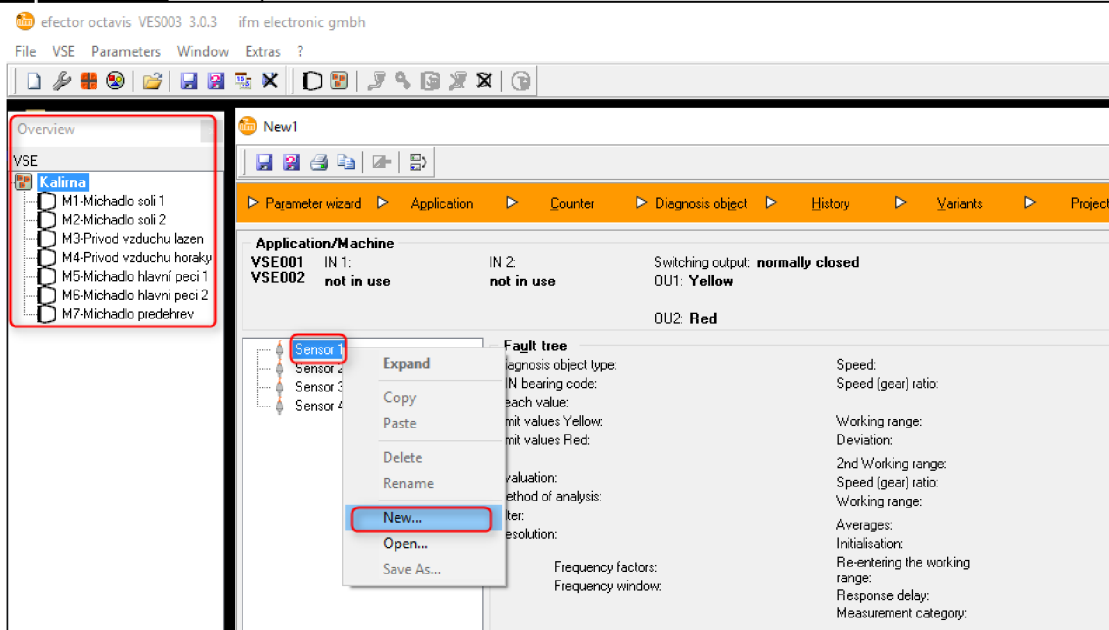 efector octavis VES003 3.0.3 ifm electronic gmbh
File VSE Parameters Window Extras ?
Overview
VSE
Kalirna
M1-Michadlo soli 1
M2-Michadlo soli 2
M3-Privod vzduchu lazen
M4-Privod vzduchu horaky
M5-Michadlo hlavní peci 1
M6-Michadlo hlavni peci 2
M7-Michadlo predehrev
New1
Parameter wizard Application Counter Diagnosis object History Variants Project
Application/Machine
VSE001 IN 1: IN 2: Switching output: normally closed
VSE002 not in use not in use OU1: Yellow
OU2: Red
Sensor 1
Sensor 2
Sensor 3
Sensor 4
Expand
Copy
Paste
Delete
Rename
New...
Open...
Save As...
Fault tree
iagnosis object type: Speed:
IN bearing code: Speed (gear) ratio:
each value:
mit values Yellow: Working range:
mit values Red: Deviation:
2nd Working range:
valuation: Speed (gear) ratio:
ethod of analysis: Working range:
lter: Averages:
esolution: Initialisation:
Frequency factors: Re-entering the working
range:
Frequency window: Response delay:
Measurement category: